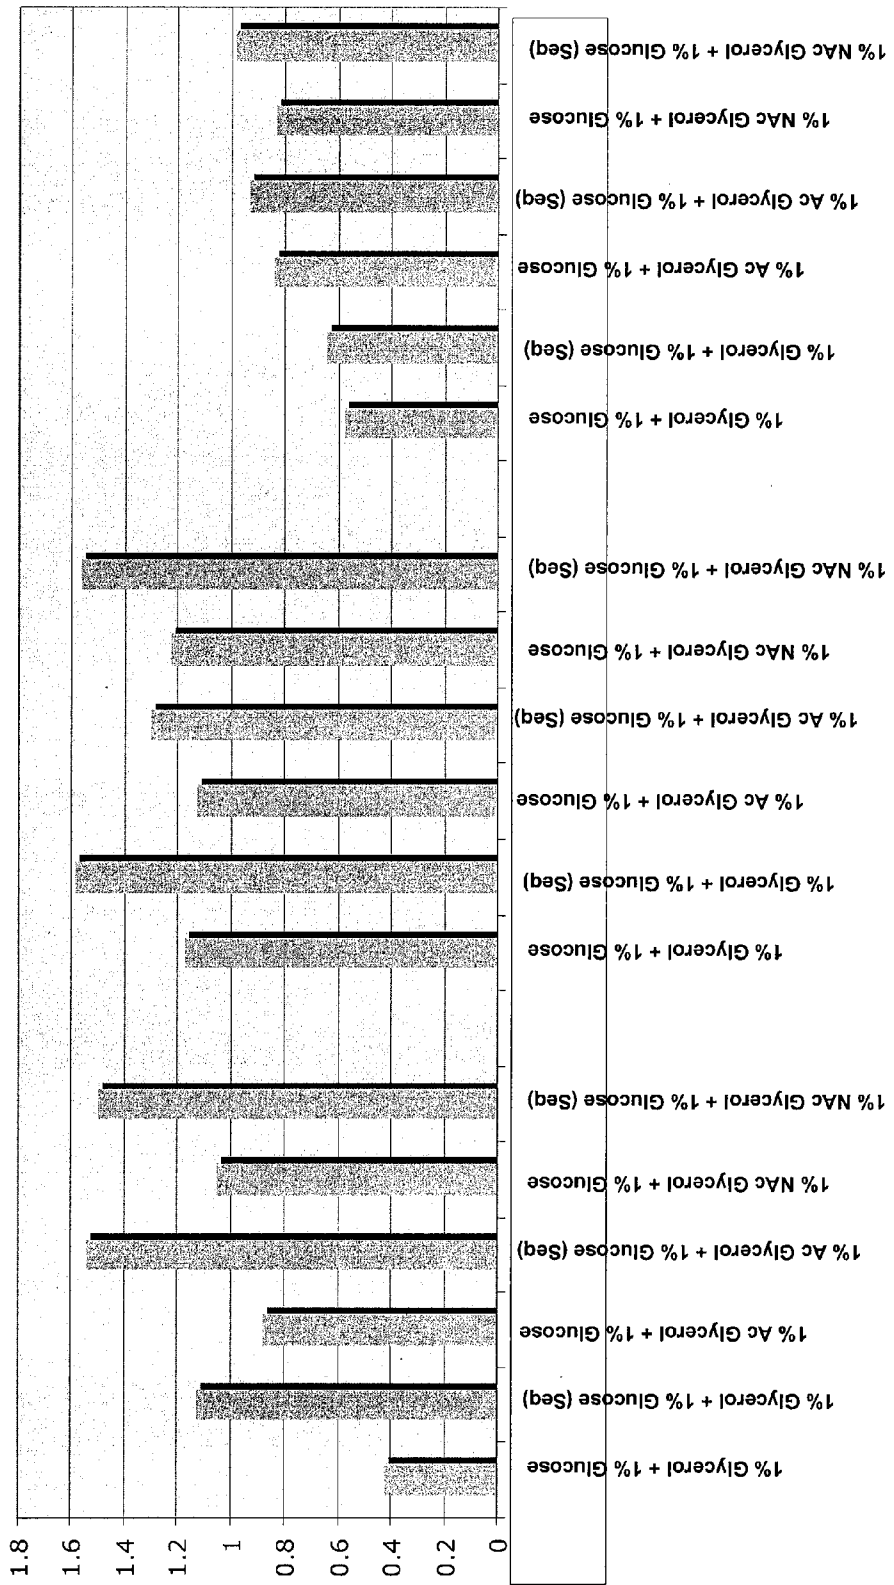 1.8
1.6
1.4
1.2
1
0.8
0.6
0.4
0.2
0
1% Glycerol + 1% Glucose
1% Glycerol + 1% Glucose (Seq)
1% Ac Glycerol + 1% Glucose
1% Ac Glycerol + 1% Glucose (Seq)
1% NAc Glycerol + 1% Glucose
1% NAc Glycerol + 1% Glucose (Seq)
1% Glycerol + 1% Glucose
1% Glycerol + 1% Glucose (Seq)
1% Ac Glycerol + 1% Glucose
1% Ac Glycerol + 1% Glucose (Seq)
1% NAc Glycerol + 1% Glucose
1% NAc Glycerol + 1% Glucose (Seq)
1% Glycerol + 1% Glucose
1% Glycerol + 1% Glucose (Seq)
1% Ac Glycerol + 1% Glucose
1% Ac Glycerol + 1% Glucose (Seq)
1% NAc Glycerol + 1% Glucose
1% NAc Glycerol + 1% Glucose (Seq)